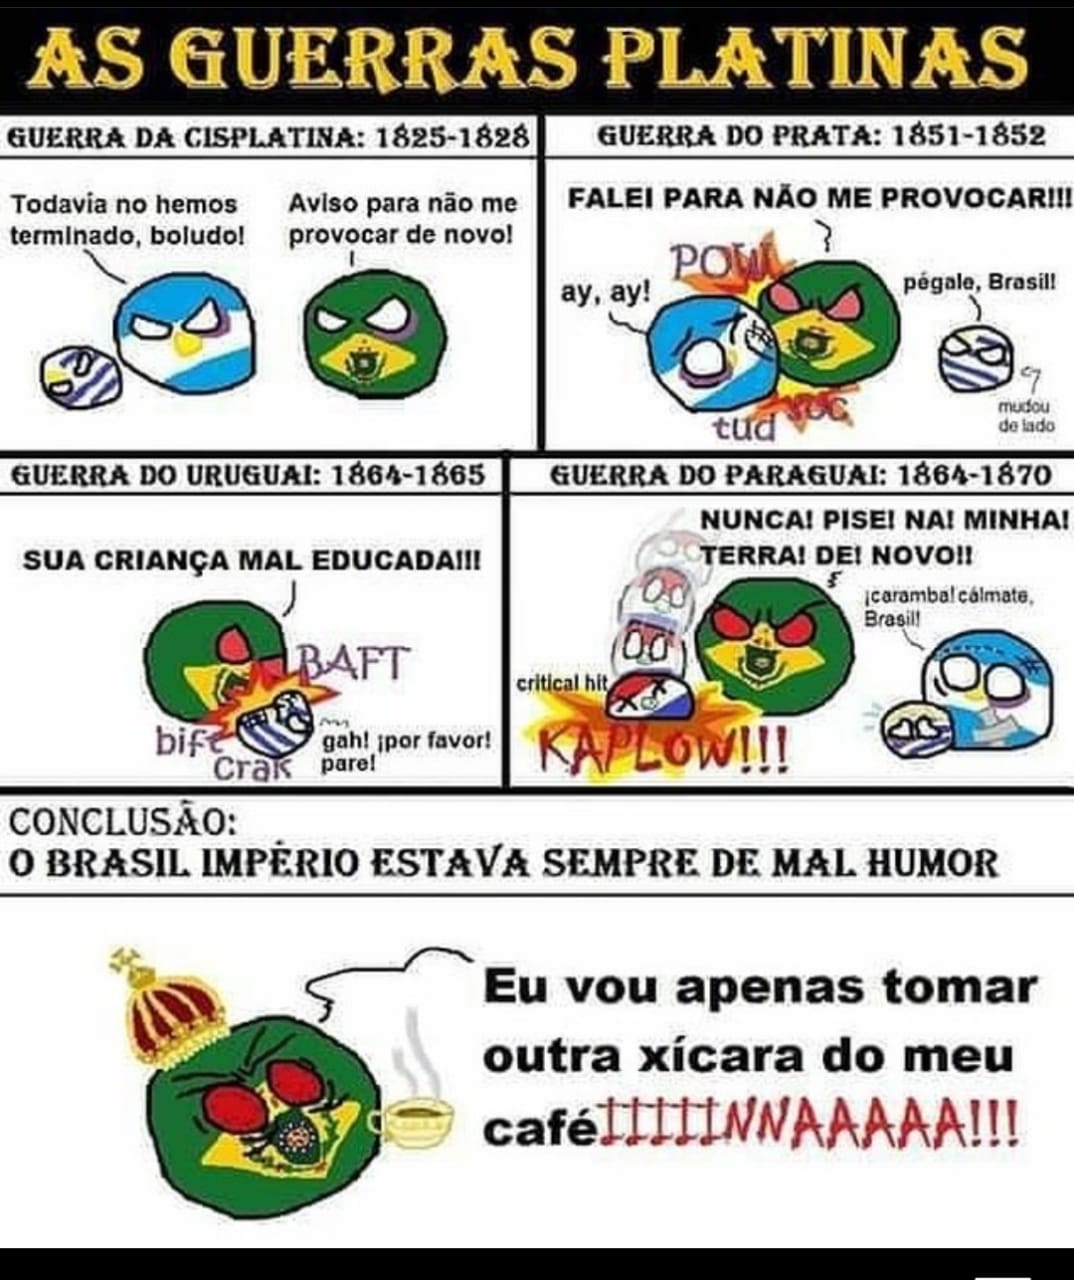 AS GUERRAS PLATINAS
GUERRA DA CISPLATINA: 1825-1828
Todavia no hemos
terminado, boludo!
Aviso para não me
provocar de novo!
GUERRA DO PRATA: 1851-1852
FALEI PARA NÃO ME PROVOCAR!!!
POW
ay, ay!
pégale, Brasil!
mudou
de lado
tud
GUERRA DO URUGUAI: 1864-1865
SUA CRIANÇA MAL EDUCADA!!!
BAFT
bift
Crak
gah! ¡por favor!
pare!
GUERRA DO PARAGUAI: 1864-1870
NUNCA! PISE! NA! MINHA!
TERRA! DE! NOVO!!
¡caramba! cálmate,
Brasil!
critical hit
KAPLOW!!!
CONCLUSÃO:
O BRASIL IMPÉRIO ESTAVA SEMPRE DE MAL HUMOR
Eu vou apenas tomar
outra xícara do meu
caféIIIIINNAAAAA!!!